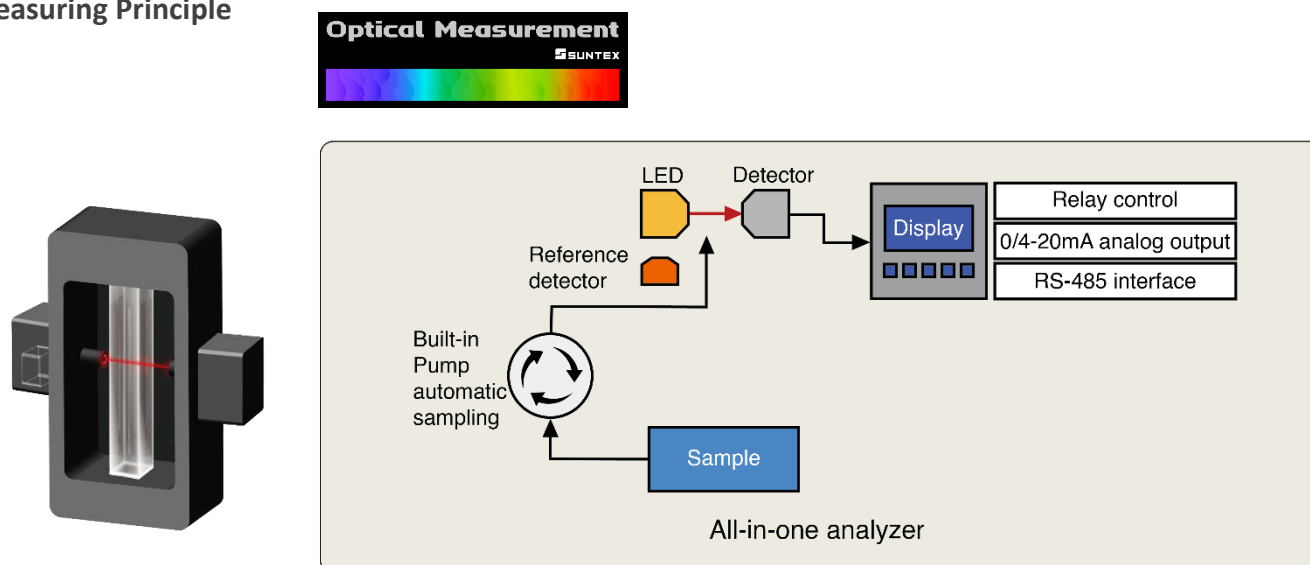 easuring Principle
Optical Measurement
SUNTEX
LED
Detector
Reference
detector
Display
Relay control
0/4-20mA analog output
RS-485 interface
Built-in
Pump
automatic
sampling
Sample
All-in-one analyzer